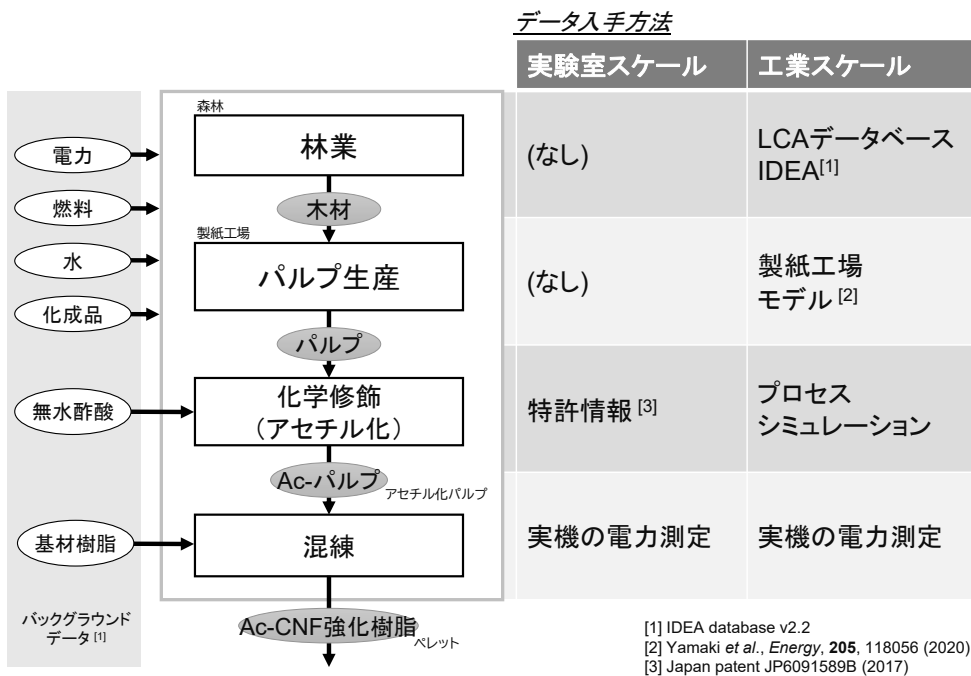 データ入手方法
実験室スケール
工業スケール
森林
林業
(なし)
LCAデータベース
IDEA[1]
電力
燃料
水
化成品
木材
製紙工場
パルプ生産
(なし)
製紙工場
モデル [2]
パルプ
無水酢酸
化学修飾
（アセチル化）
特許情報 [3]
プロセス
シミュレーション
Ac-パルプ
アセチル化パルプ
基材樹脂
混練
実機の電力測定
実機の電力測定
バックグラウンド
データ [1]
Ac-CNF強化樹脂
ペレット
[1] IDEA database v2.2
[2] Yamaki et al., Energy, 205, 118056 (2020)
[3] Japan patent JP6091589B (2017)